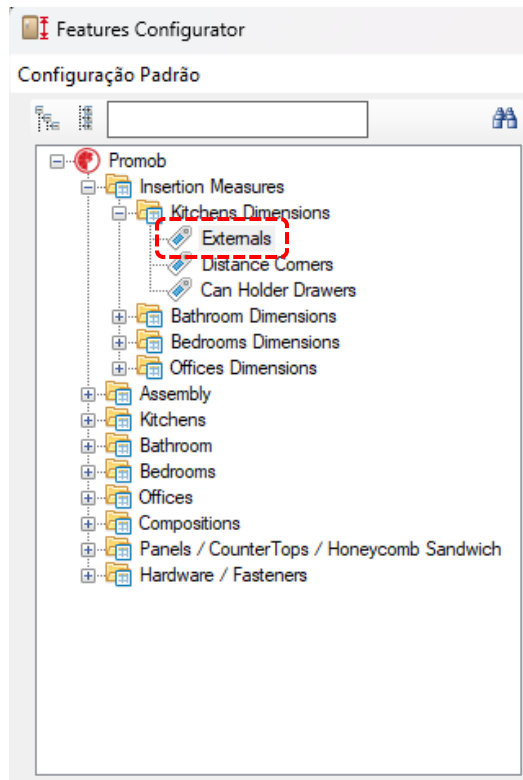 Features Configurator
Configuração Padrão
Promob
Insertion Measures
Kitchens Dimensions
Externals
Distance Corners
Can Holder Drawers
Bathroom Dimensions
Bedrooms Dimensions
Offices Dimensions
Assembly
Kitchens
Bathroom
Bedrooms
Offices
Compositions
Panels / CounterTops / Honeycomb Sandwich
Hardware / Fasteners